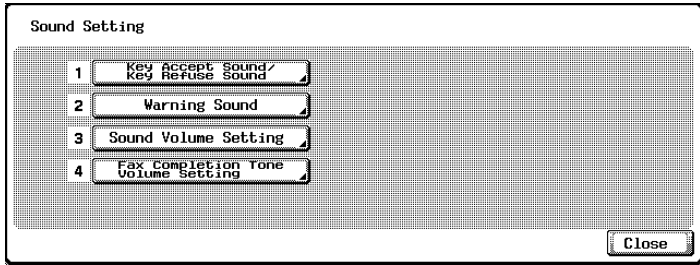 Sound Setting
1 Key Accept Sound/
Key Refuse Sound
2 Warning Sound
3 Sound Volume Setting
4 Fax Completion Tone
Volume Setting
Close